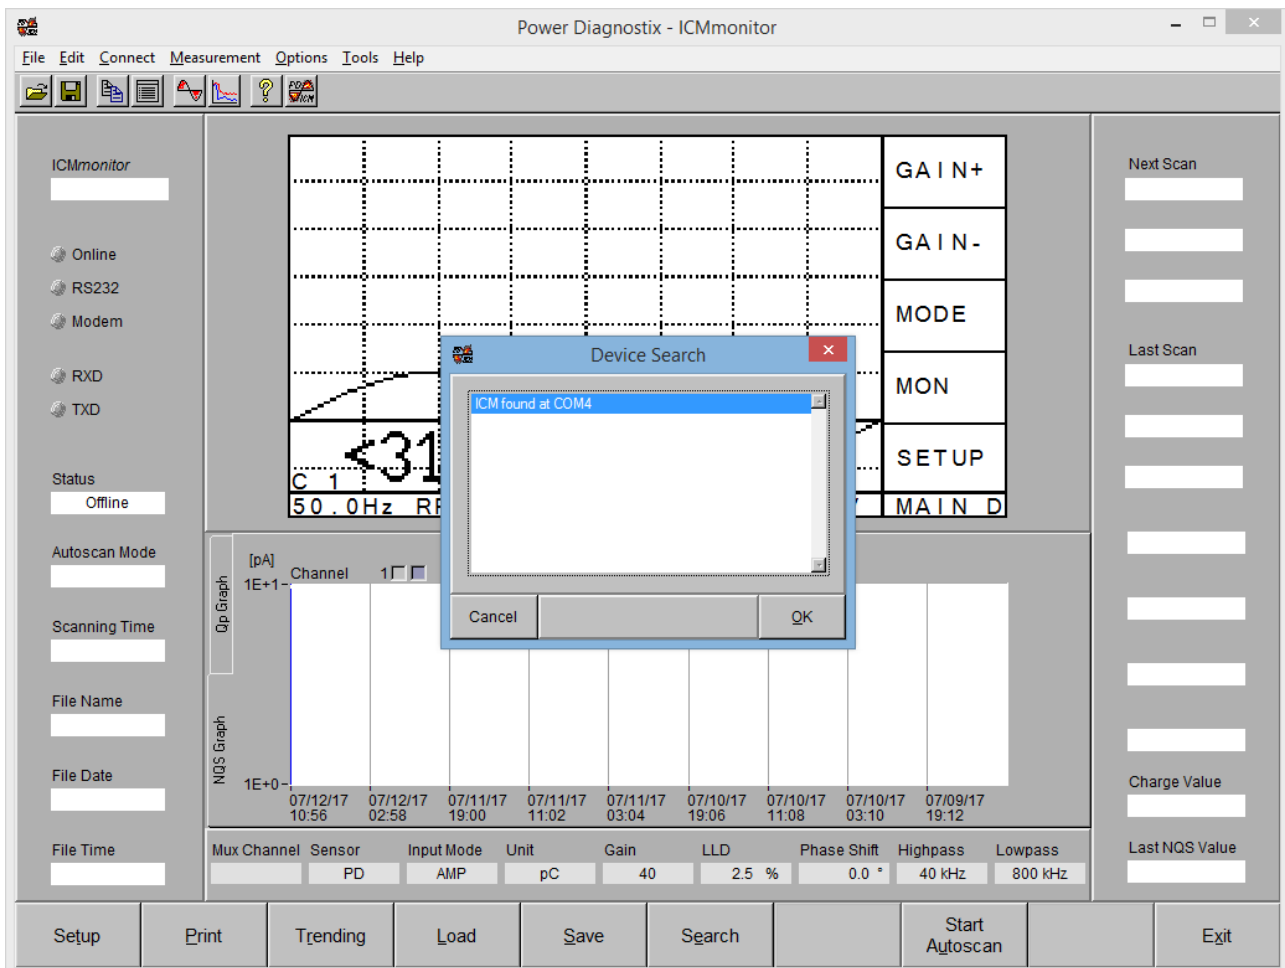 Power Diagnostix - ICMmonitor
File Edit Connect Measurement Options Tools Help
ICMmonitor
Online
RS232
Modem
RXD
TXD
Status
Offline
Autoscan Mode
Scanning Time
File Name
File Date
File Time
GAIN+
GAIN-
MODE
MON
SETUP
MAIN D
<31
C 1
50.0Hz
Device Search
ICM found at COM4
Cancel
OK
Qp Graph
NQS Graph
[pA]
Channel 1
1E+1
1E+0
07/12/17 07/12/17 07/11/17 07/11/17 07/11/17 07/10/17 07/10/17 07/10/17 07/09/17
10:56 02:58 19:00 11:02 03:04 19:06 11:08 03:10 19:12
Mux Channel Sensor Input Mode Unit Gain LLD Phase Shift Highpass Lowpass
PD AMP pC 40 2.5 % 0.0 ° 40 kHz 800 kHz
Next Scan
Last Scan
Charge Value
Last NQS Value
Setup Print Trending Load Save Search Start Autoscan Exit